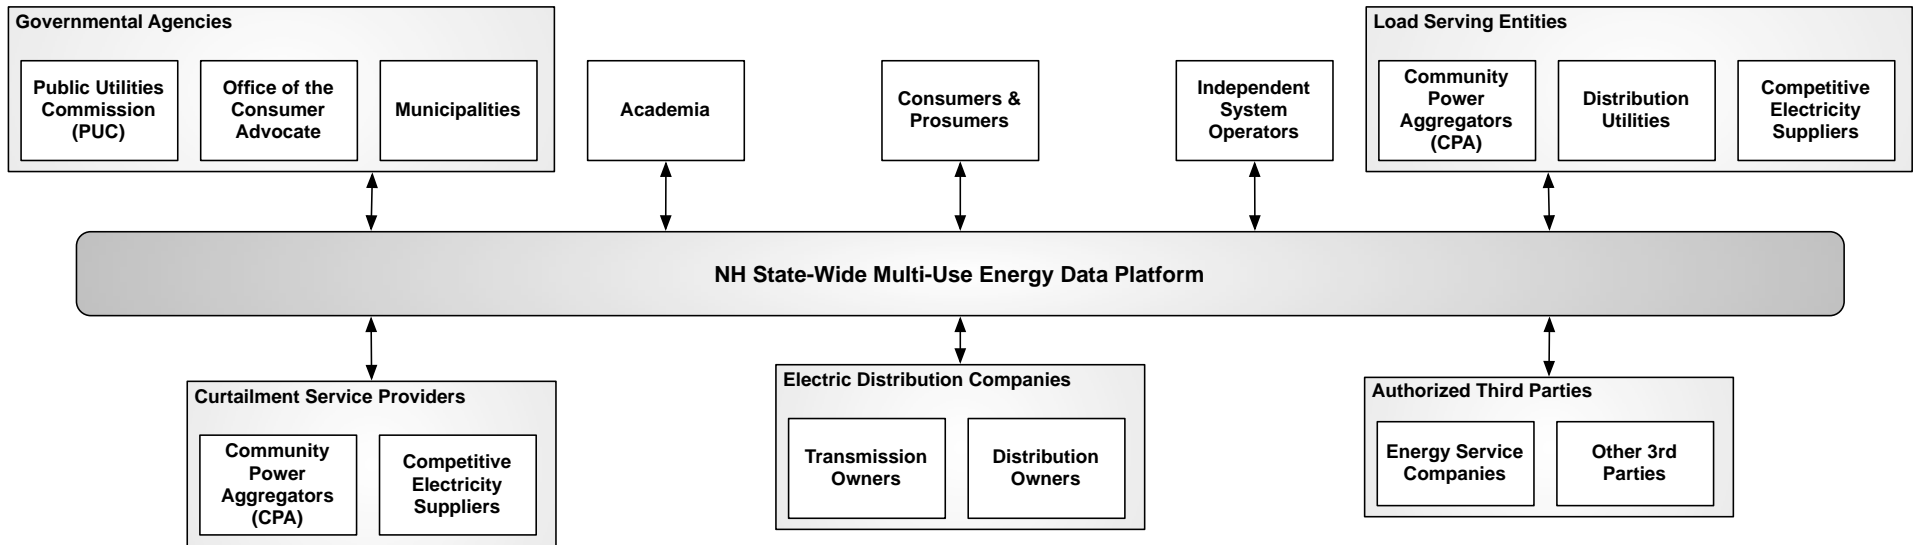 Governmental Agencies
Public Utilities
Commission
(PUC)
Office of the
Consumer
Advocate
Municipalities
Academia
Consumers &
Prosumers
Independent
System
Operators
Load Serving Entities
Community
Power
Aggregators
(CPA)
Distribution
Utilities
Competitive
Electricity
Suppliers
NH State-Wide Multi-Use Energy Data Platform
Curtailment Service Providers
Community
Power
Aggregators
(CPA)
Competitive
Electricity
Suppliers
Electric Distribution Companies
Transmission
Owners
Distribution
Owners
Authorized Third Parties
Energy Service
Companies
Other 3rd
Parties